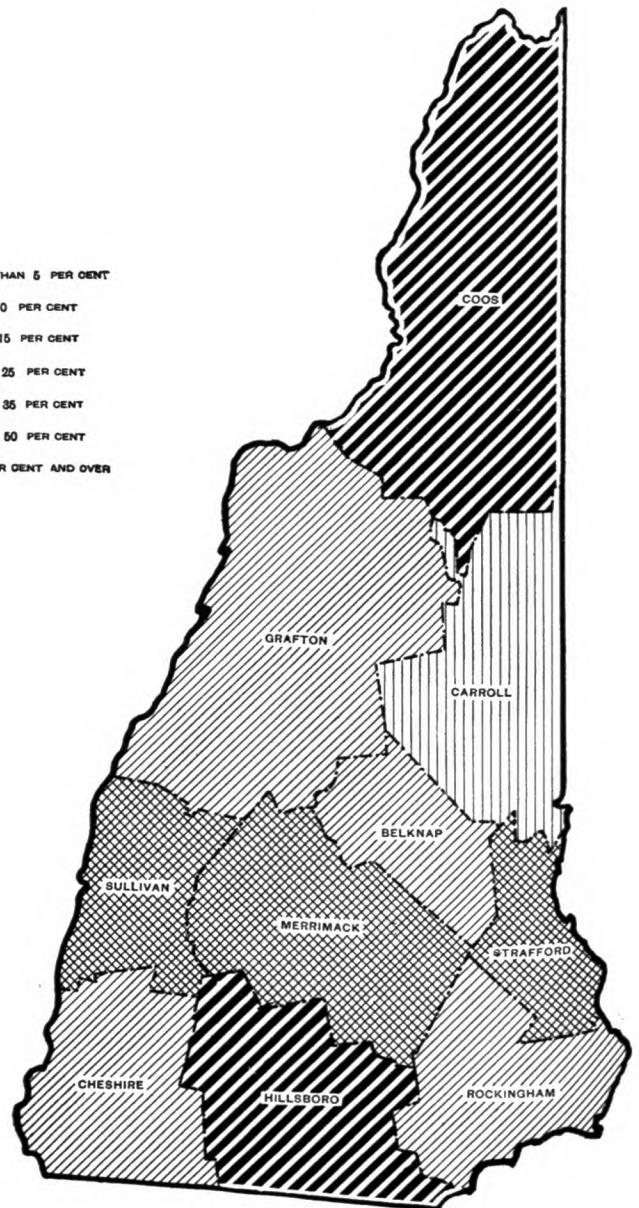 HAN 5 PER CENT
0 PER CENT
15 PER CENT
25 PER CENT
35 PER CENT
50 PER CENT
R CENT AND OVER
COOS
GRAFTON
CARROLL
BELKNAP
SULLIVAN
MERRIMACK
STRAFFORD
CHESHIRE
HILLSBORO
ROCKINGHAM